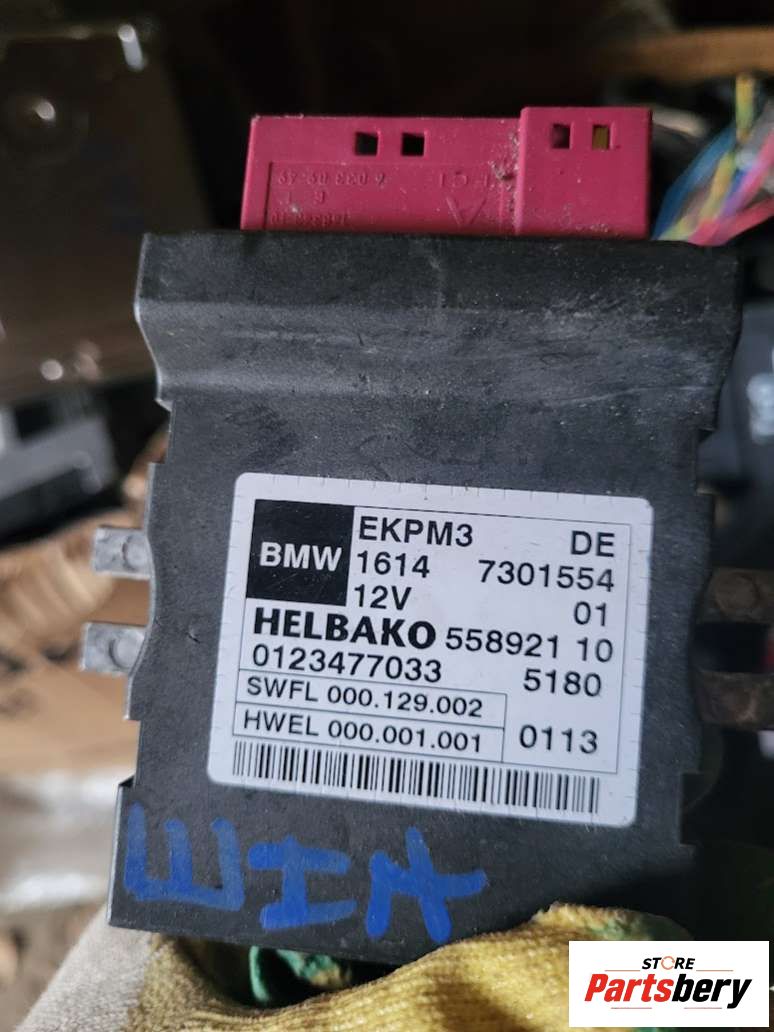 EKPM3 DE
BMW 1614 7301554
12V 01
HELBAKO 558921 10
0123477033 5180
SWFL 000.129.002
HWEL 000.001.001 0113
STORE
Partsbery